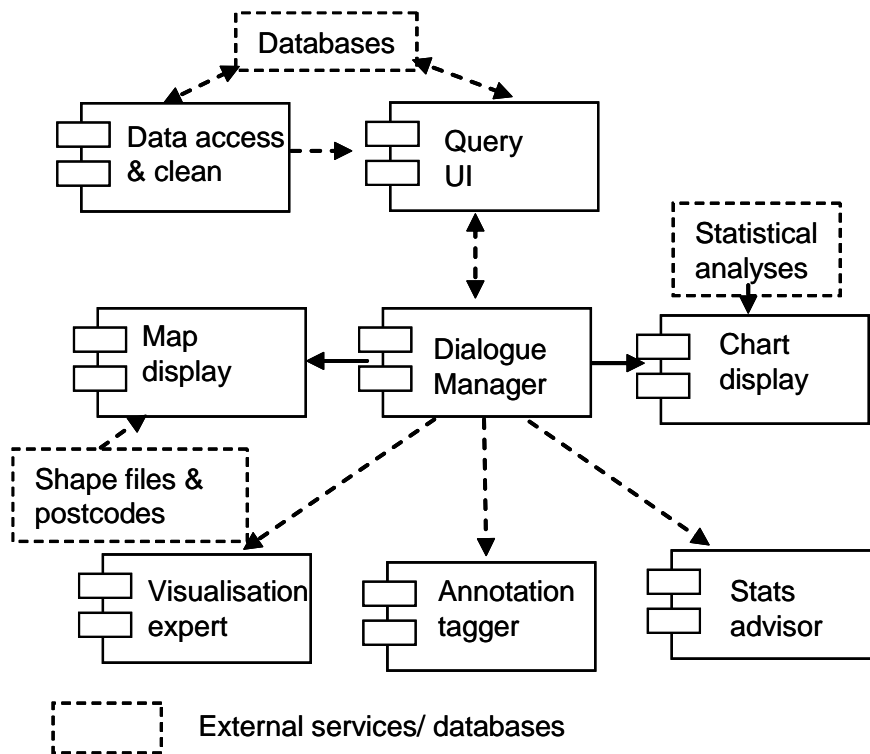 Databases
Data access
& clean
Query
UI
Statistical
analyses
Map
display
Dialogue
Manager
Chart
display
Shape files &
postcodes
Visualisation
expert
Annotation
tagger
Stats
advisor
External services/ databases